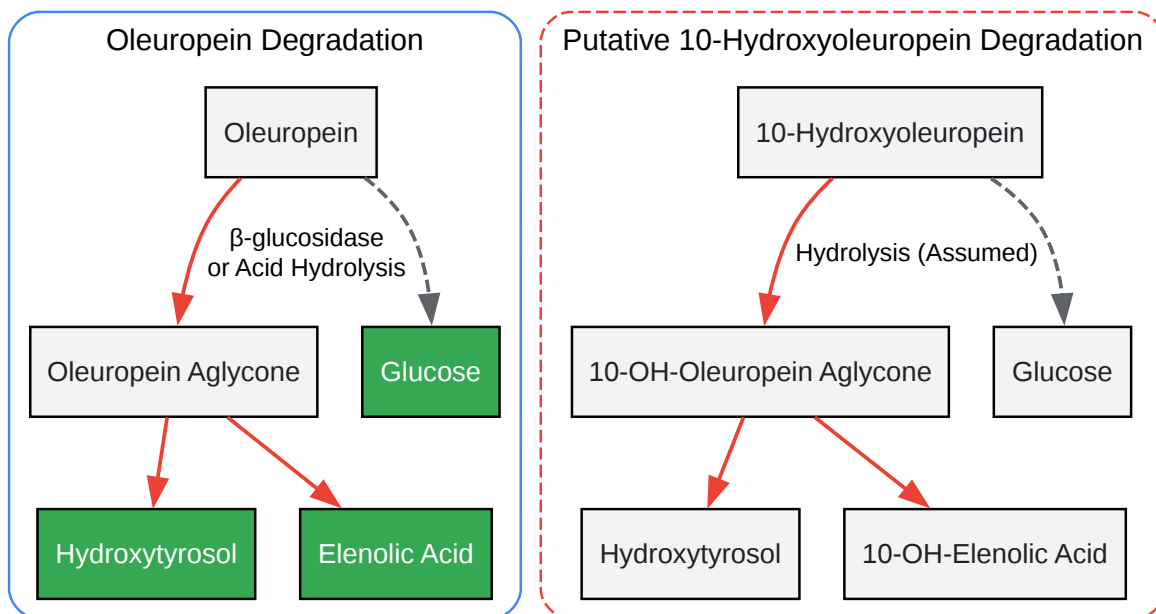 Oleuropein Degradation
Oleuropein
β-glucosidase
or Acid Hydrolysis
Oleuropein Aglycone
Glucose
Hydroxytyrosol
Elenolic Acid
Putative 10-Hydroxyoleuropein Degradation
10-Hydroxyoleuropein
Hydrolysis (Assumed)
10-OH-Oleuropein Aglycone
Glucose
Hydroxytyrosol
10-OH-Elenolic Acid